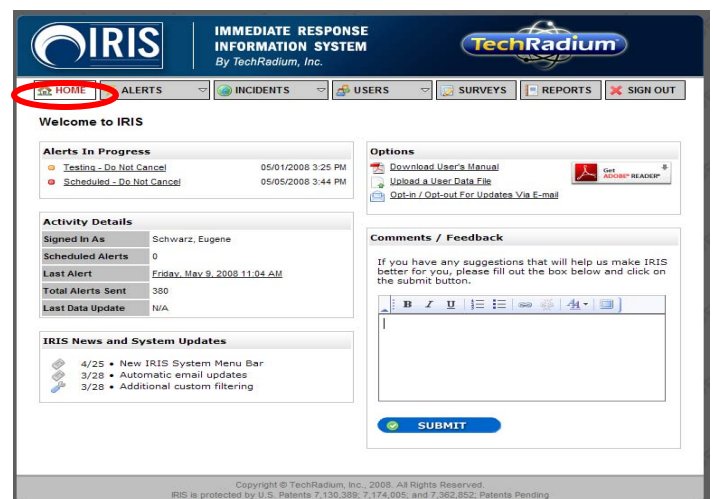 IRIS
IMMEDIATE RESPONSE
INFORMATION SYSTEM
By TechRadium, Inc.
TechRadium
HOME ALERTS INCIDENTS USERS SURVEYS REPORTS SIGN OUT
Welcome to IRIS
Alerts In Progress
Testing - Do Not Cancel 05/01/2008 3:25 PM
Scheduled - Do Not Cancel 05/05/2008 3:44 PM
Activity Details
Signed In As Schwarz, Eugene
Scheduled Alerts 0
Last Alert Friday, May 9, 2008 11:04 AM
Total Alerts Sent 380
Last Data Update N/A
IRIS News and System Updates
4/25 • New IRIS System Menu Bar
3/28 • Automatic email updates
3/28 • Additional custom filtering
Options
Download User's Manual
Upload a User Data File
Opt-in / Opt-out For Updates Via E-mail
Get
ADOBE® READER®
Comments / Feedback
If you have any suggestions that will help us make IRIS
better for you, please fill out the box below and click on
the submit button.
B I U
SUBMIT
Copyright © TechRadium, Inc., 2008. All Rights Reserved.
IRIS is protected by U.S. Patents 7,130,389; 7,174,005; and 7,362,852; Patents Pending